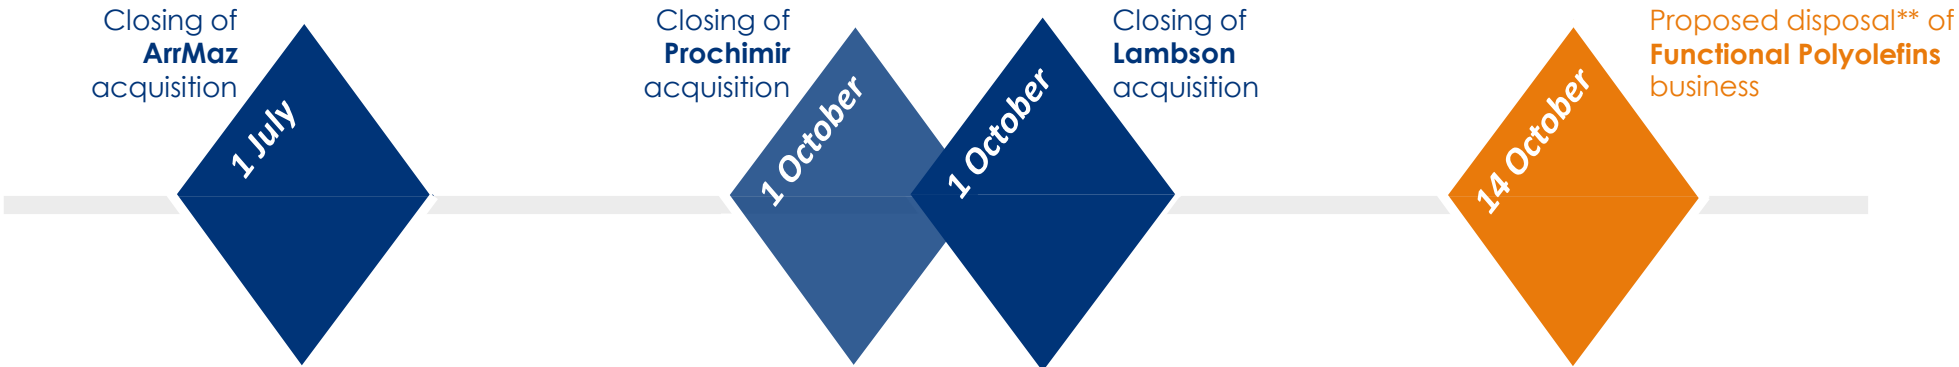 Closing of
ArrMaz
acquisition
1 July
Closing of
Prochimir
acquisition
1 October
1 October
Closing of
Lambson
acquisition
14 October
Proposed disposal** of
Functional Polyolefins
business